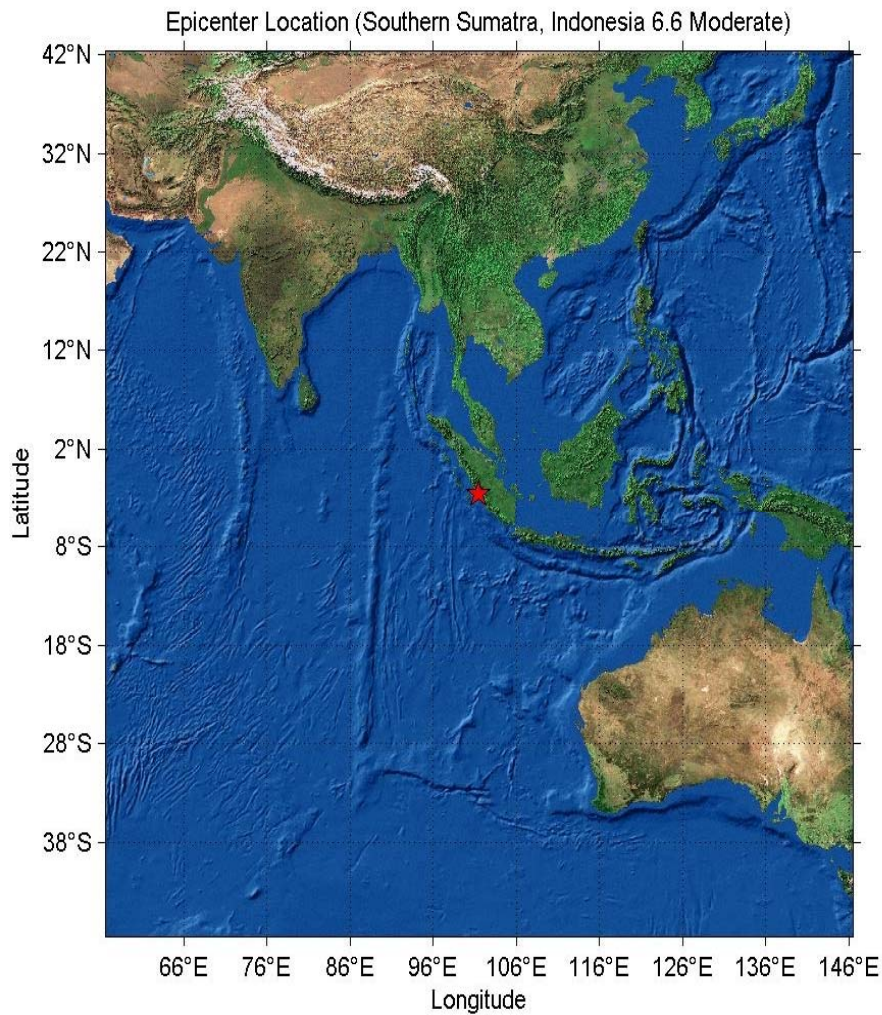 Epicenter Location (Southern Sumatra, Indonesia 6.6 Moderate)
42°N
32°N
22°N
12°N
2°N
8°S
18°S
28°S
38°S
Latitude
66°E 76°E 86°E 96°E 106°E 116°E 126°E 136°E 146°E
Longitude